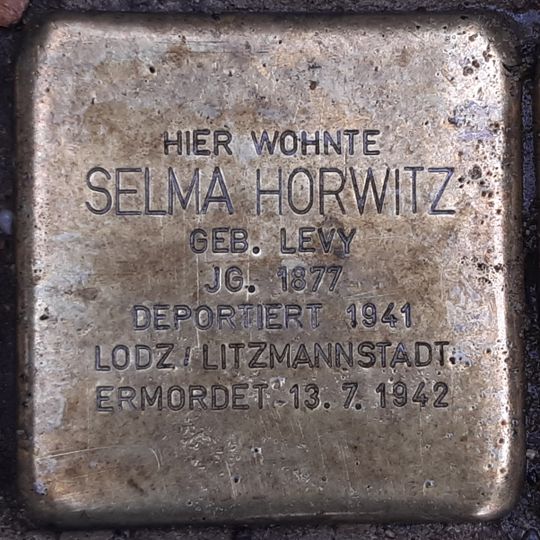 HIER WOHNTE
SELMA HORWITZ
GEB. LEVY
JG. 1877
DEPORTIERT 1941
LODZ / LITZMANNSTADT
ERMORDET 13. 7. 1942